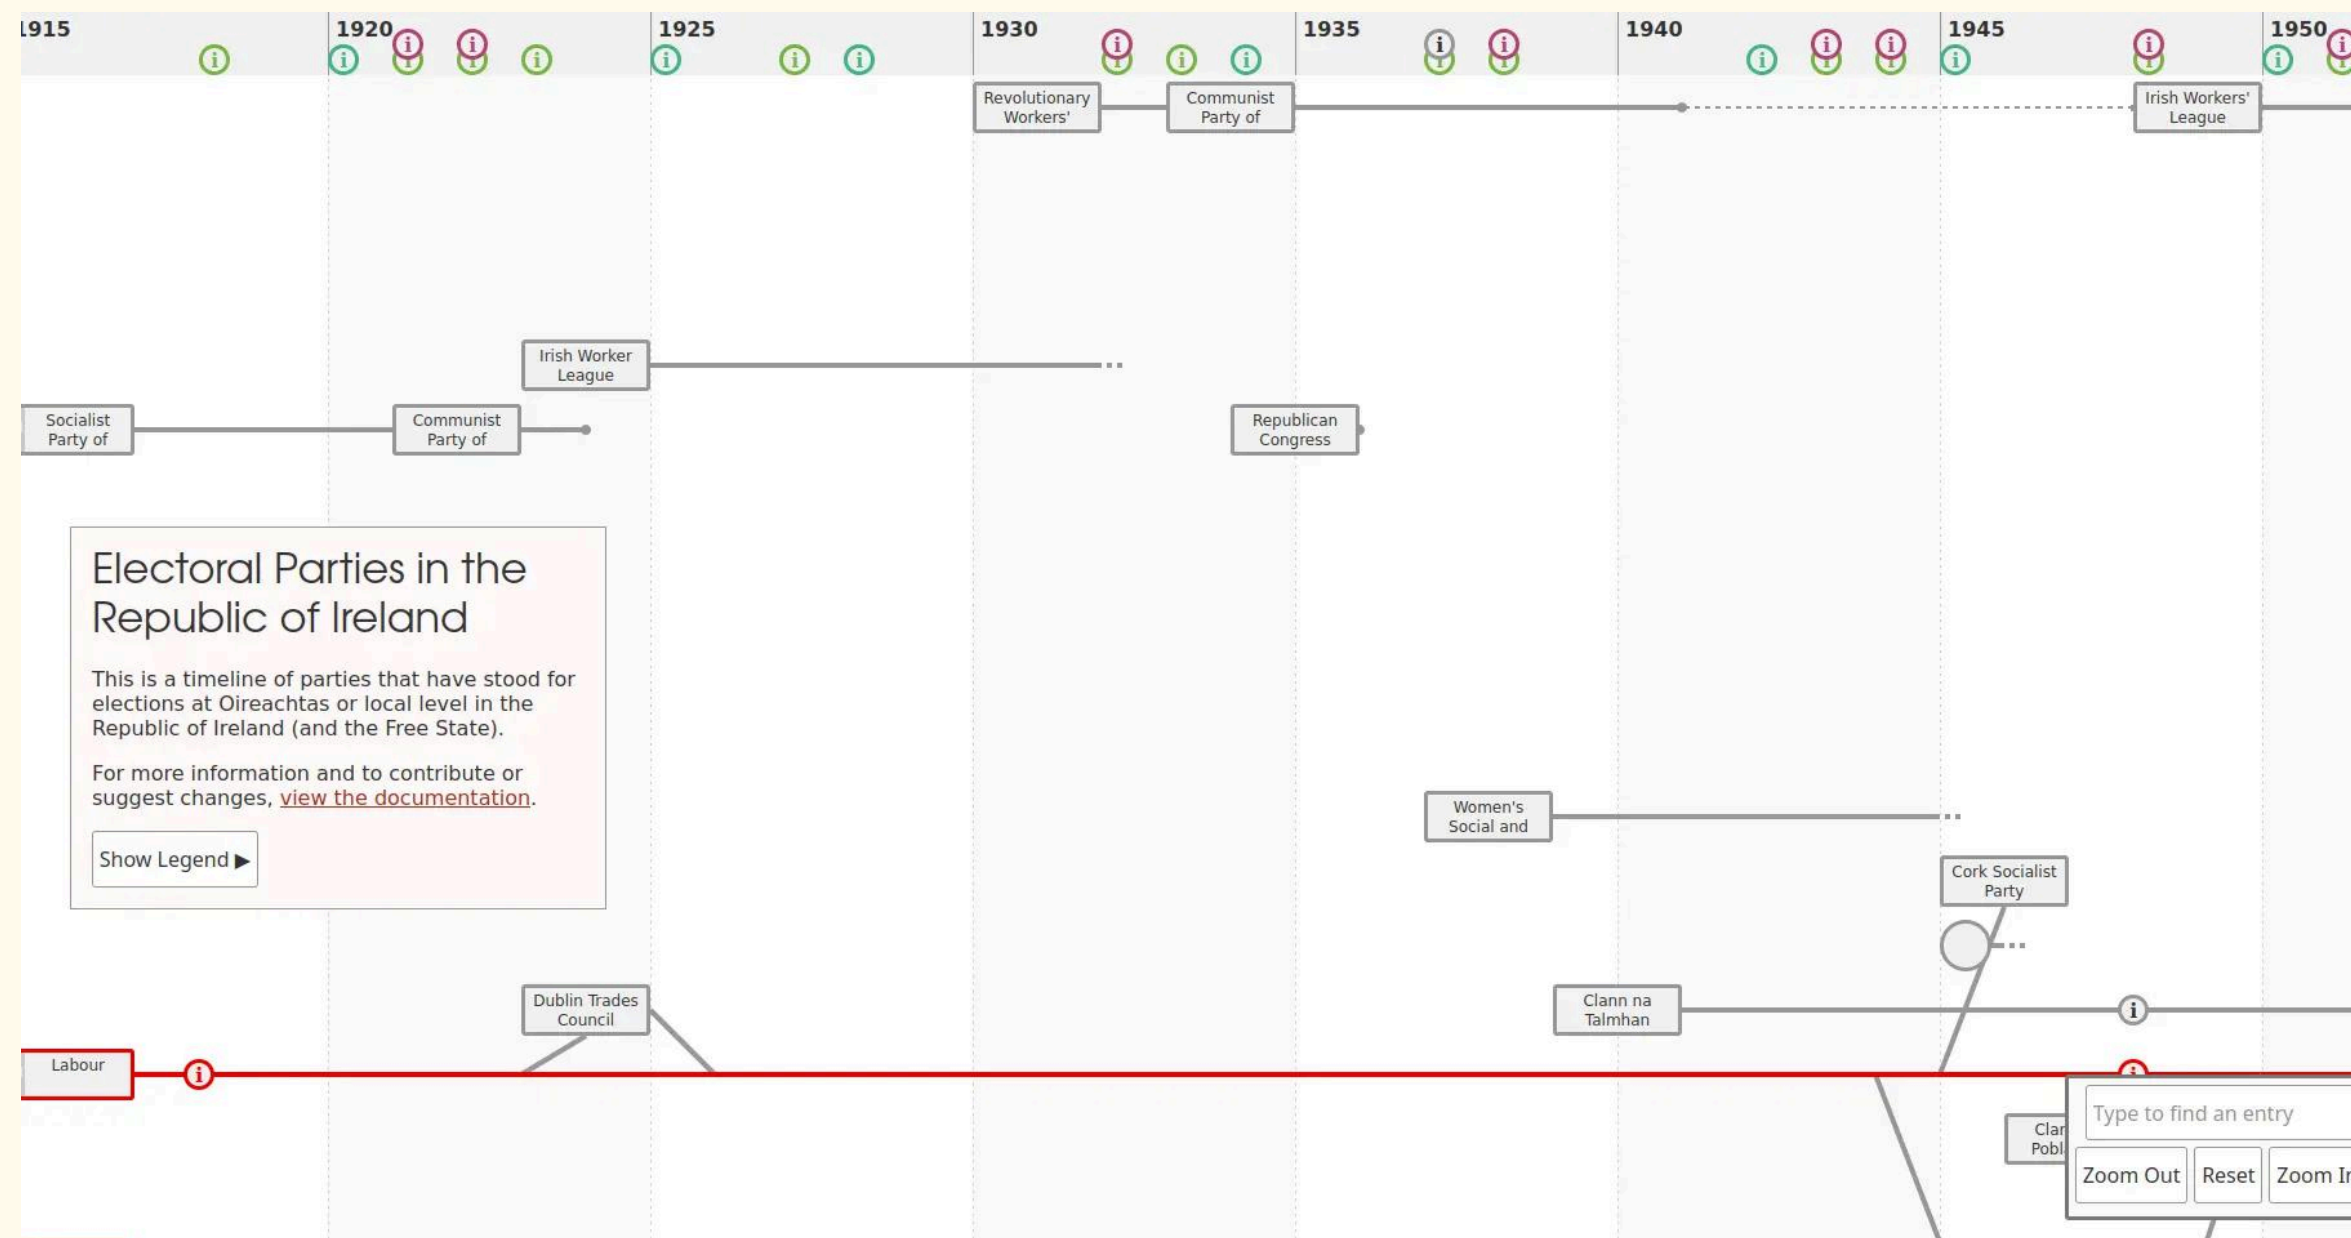 1915 1920 1925 1930 1935 1940 1945 1950
Revolutionary
Workers'
Communist
Party of
Irish Workers'
League
Irish Worker
League
Socialist
Party of
Communist
Party of
Republican
Congress
Electoral Parties in the
Republic of Ireland
This is a timeline of parties that have stood for
elections at Oireachtas or local level in the
Republic of Ireland (and the Free State).
For more information and to contribute or
suggest changes, view the documentation.
Show Legend ▶
Women's
Social and
Cork Socialist
Party
Dublin Trades
Council
Clann na
Talmhan
Labour
Type to find an entry
Zoom Out Reset Zoom